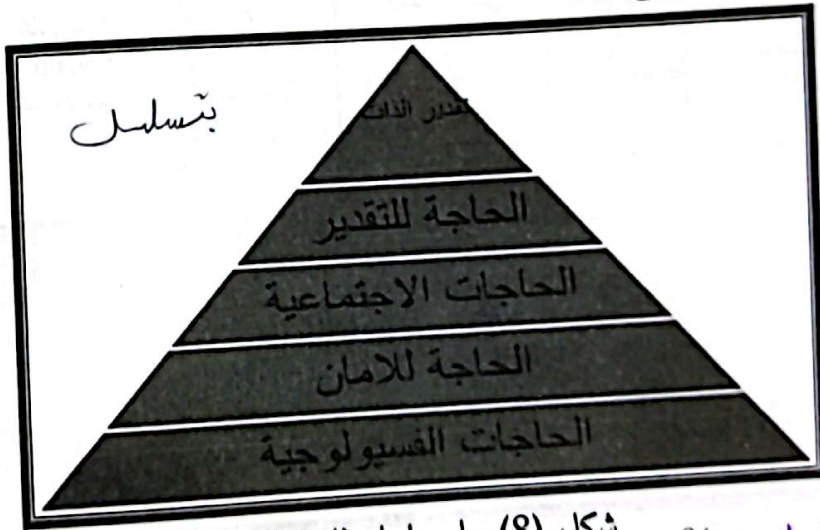 بتسلسل
تقدير الذات
الحاجة للتقدير
الحاجات الاجتماعية
الحاجة للامان
الحاجات الفسيولوجية
شكل (8)